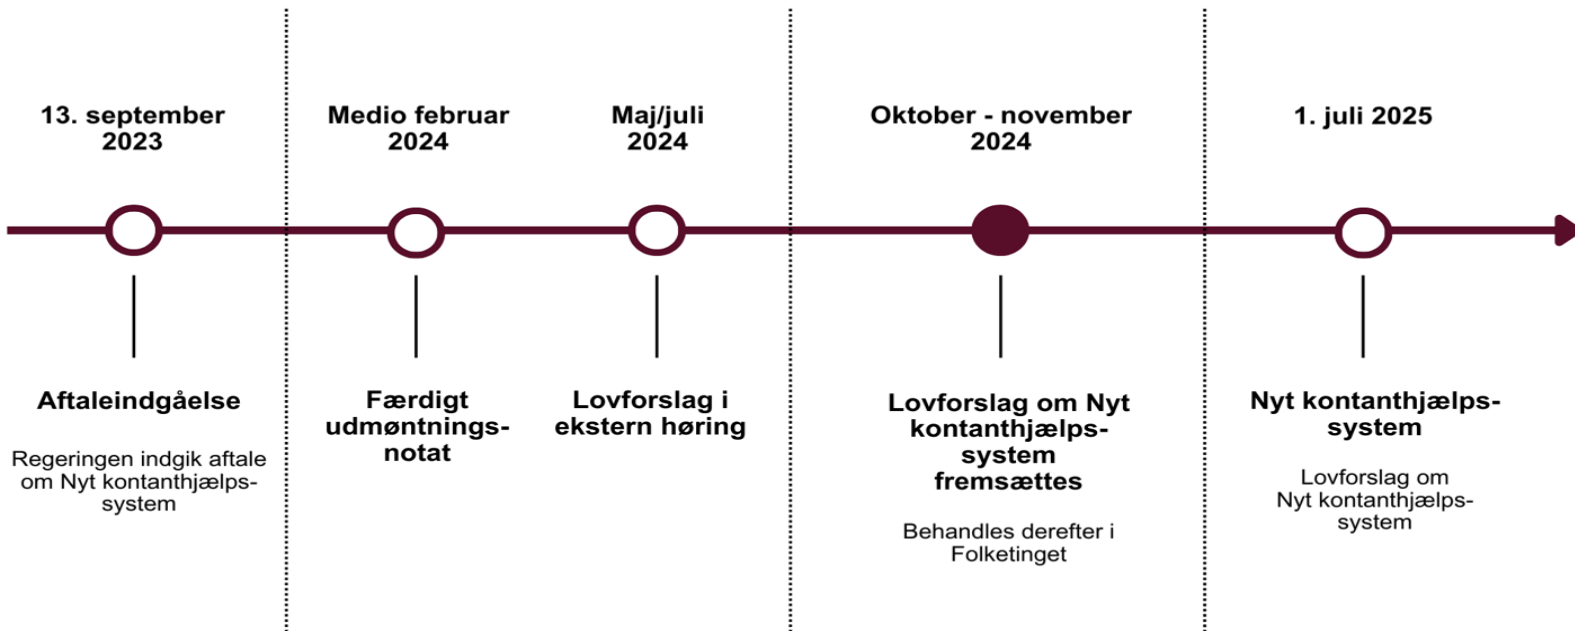 13. september
2023
Medio februar
2024
Maj/juli
2024
Oktober - november
2024
1. juli 2025
Aftaleindgåelse
Regeringen indgik aftale
om Nyt kontanthjælps-
system
Færdigt
udmøntnings-
notat
Lovforslag i
ekstern høring
Lovforslag om Nyt
kontanthjælps-
system
fremsættes
Behandles derefter i
Folketinget
Nyt kontanthjælps-
system
Lovforslag om
Nyt kontanthjælps-
system